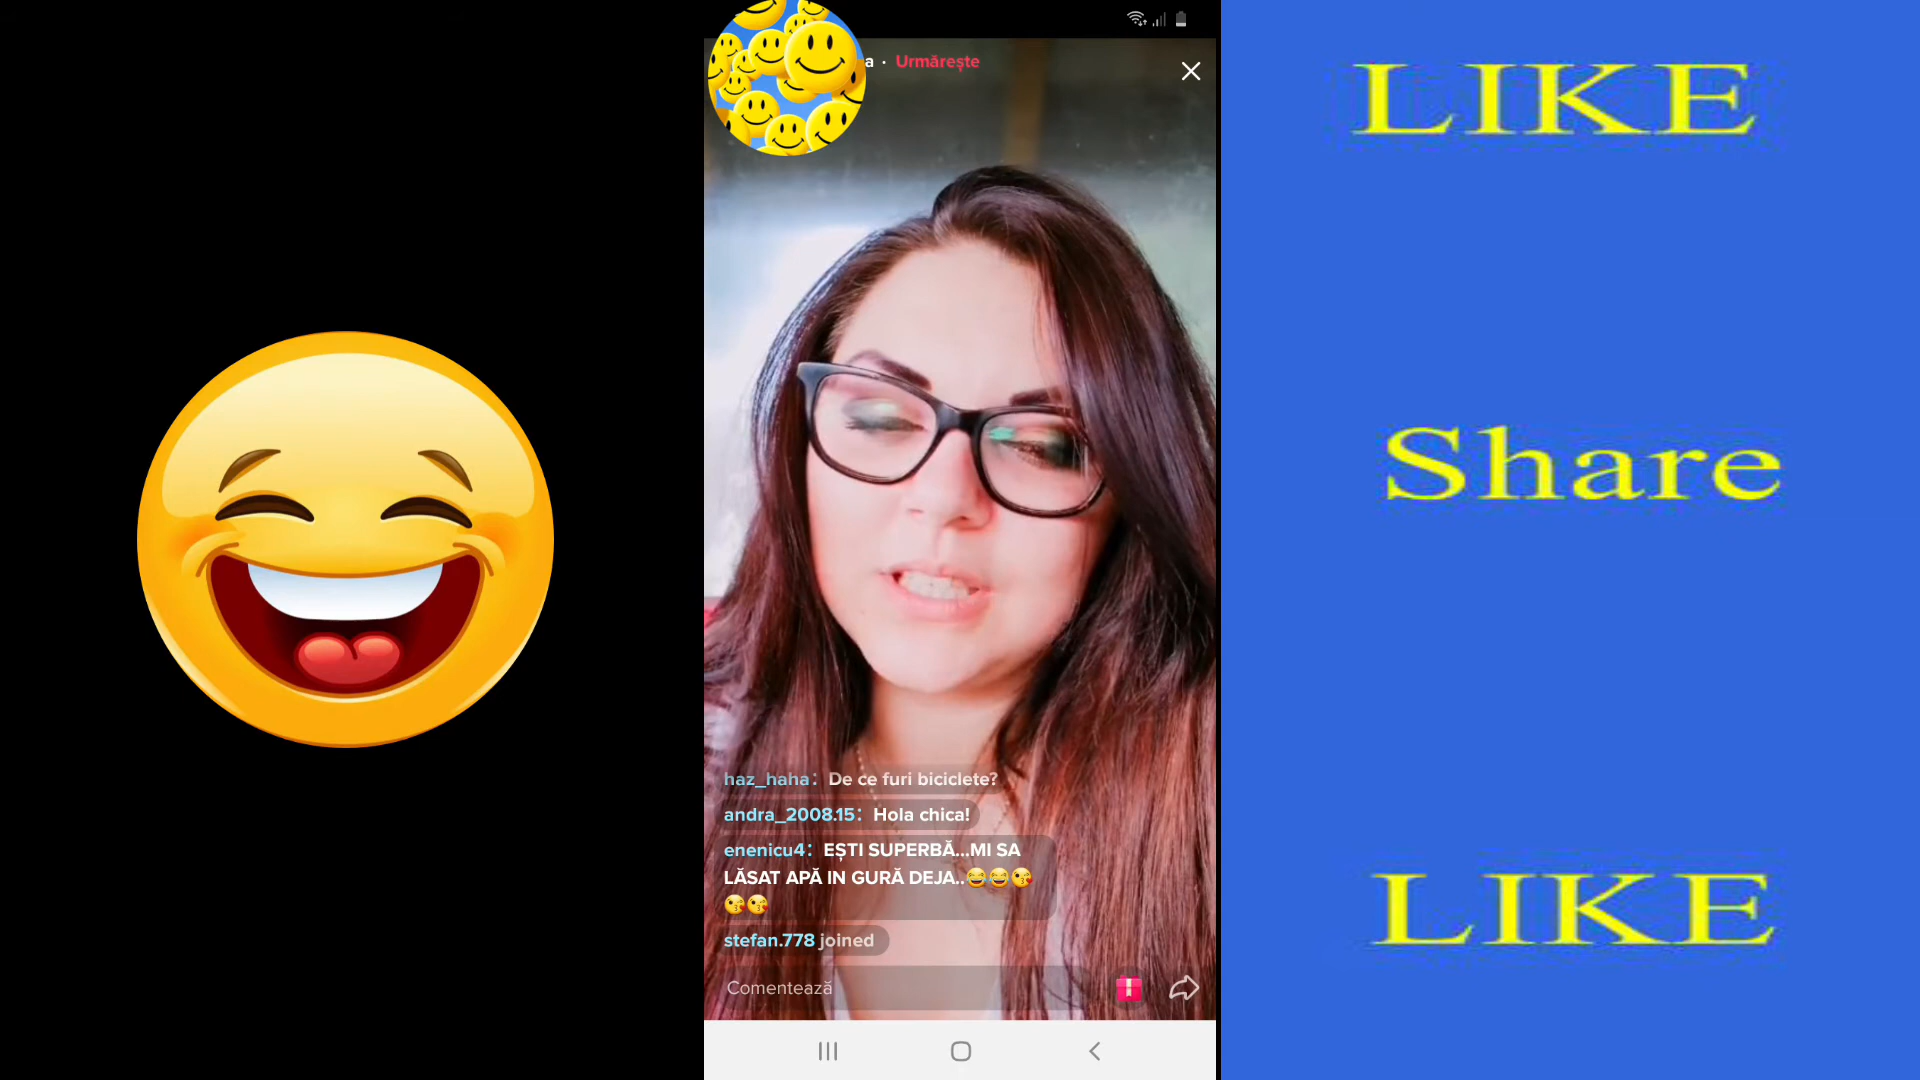 a · Urmărește
haz_haha: De ce furi biciclete?
andra_2008.15: Hola chica!
enenicu4: EȘTI SUPERBĂ...MI SA
LĂSAT APĂ IN GURĂ DEJA..😂😂😘
😘😘
stefan.778 joined
Comentează
LIKE
Share
LIKE